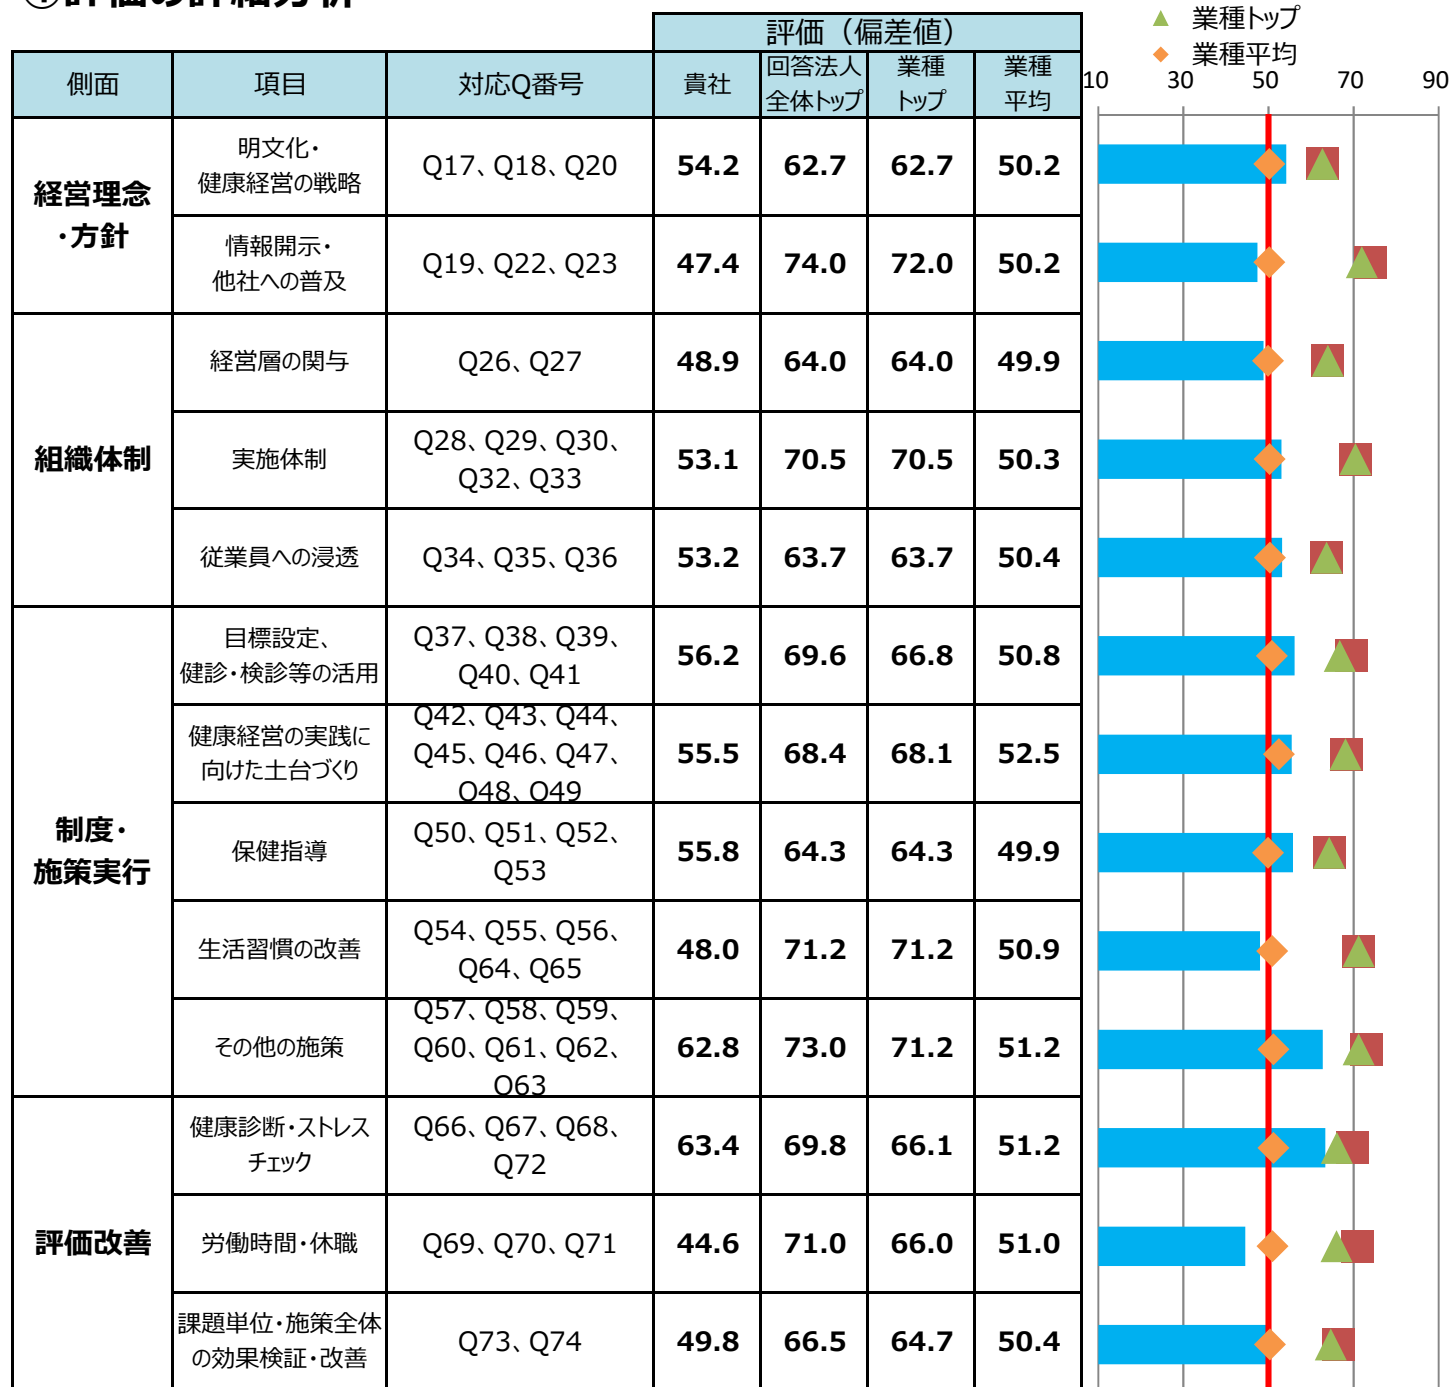 ①評価の詳細分析
業種トップ
業種平均
評価（偏差値）
側面 項目 対応Q番号 貴社 回答法人全体トップ 業種トップ 業種平均
10 30 50 70 90
経営理念・方針
明文化・
健康経営の戦略
Q17、Q18、Q20
54.2 62.7 62.7 50.2
情報開示・
他社への普及
Q19、Q22、Q23
47.4 74.0 72.0 50.2
組織体制
経営層の関与
Q26、Q27
48.9 64.0 64.0 49.9
実施体制
Q28、Q29、Q30、
Q32、Q33
53.1 70.5 70.5 50.3
従業員への浸透
Q34、Q35、Q36
53.2 63.7 63.7 50.4
制度・
施策実行
目標設定、
健診・検診等の活用
Q37、Q38、Q39、
Q40、Q41
56.2 69.6 66.8 50.8
健康経営の実践に
向けた土台づくり
Q42、Q43、Q44、
Q45、Q46、Q47、
Q48、Q49
55.5 68.4 68.1 52.5
保健指導
Q50、Q51、Q52、
Q53
55.8 64.3 64.3 49.9
生活習慣の改善
Q54、Q55、Q56、
Q64、Q65
48.0 71.2 71.2 50.9
その他の施策
Q57、Q58、Q59、
Q60、Q61、Q62、
Q63
62.8 73.0 71.2 51.2
評価改善
健康診断・ストレス
チェック
Q66、Q67、Q68、
Q72
63.4 69.8 66.1 51.2
労働時間・休職
Q69、Q70、Q71
44.6 71.0 66.0 51.0
課題単位・施策全体
の効果検証・改善
Q73、Q74
49.8 66.5 64.7 50.4